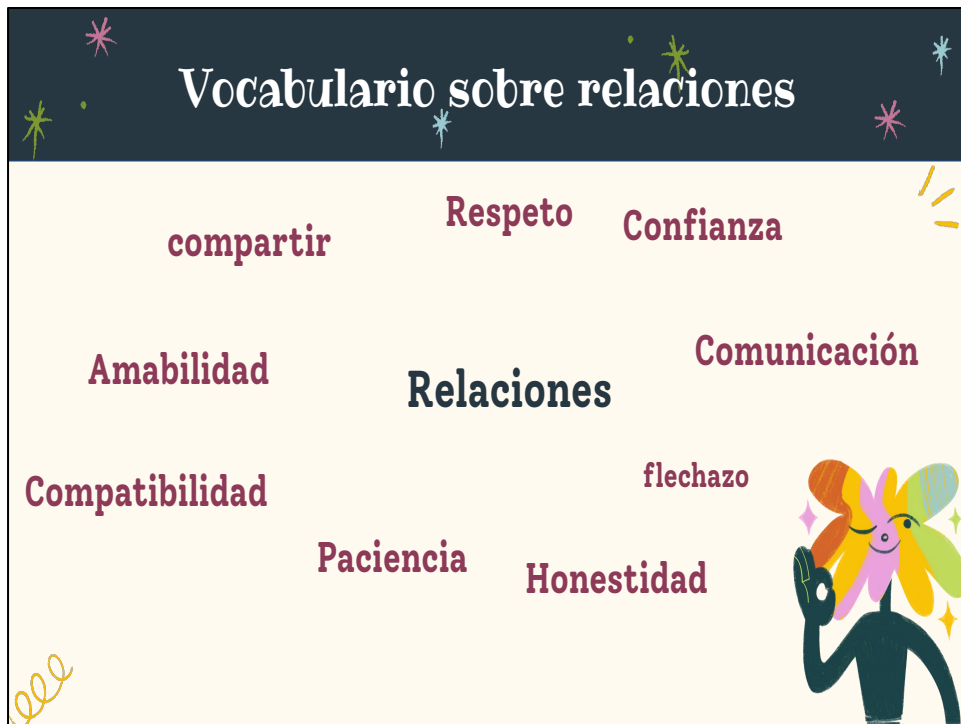 Vocabulario sobre relaciones
Respeto
Confianza
compartir
Comunicación
Amabilidad
Relaciones
flechazo
Compatibilidad
Paciencia
Honestidad